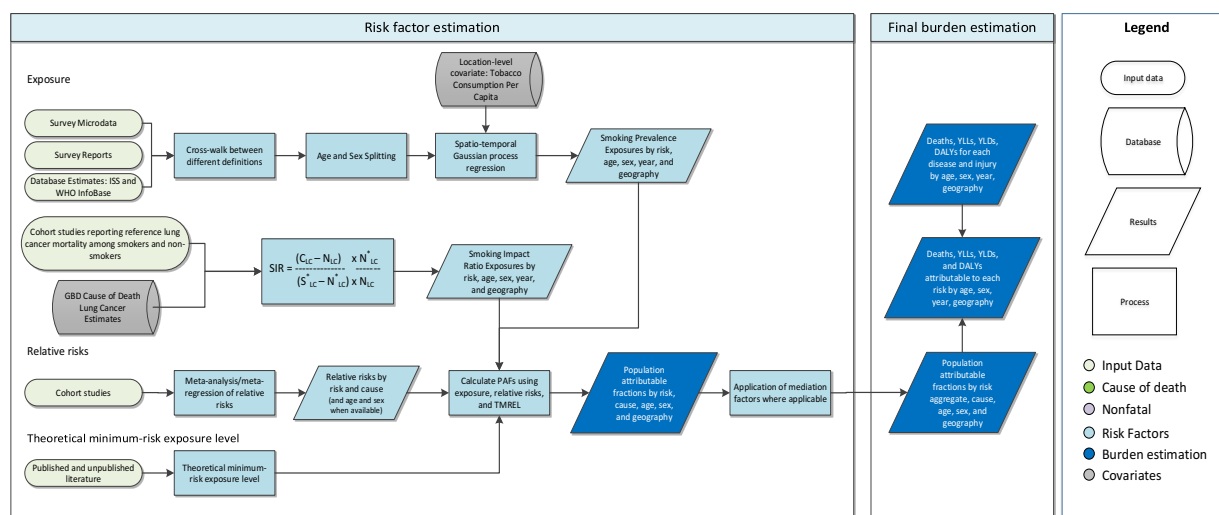 Risk factor estimation
Exposure
Location-level
covariate: Tobacco
Consumption Per
Capita
Survey Microdata
Survey Reports
Database Estimates: ISS and
WHO InfoBase
Cross-walk between
different definitions
Age and Sex Splitting
Spatio-temporal
Gaussian process
regression
Smoking Prevalence
Exposures by risk,
age, sex, year, and
geography
Cohort studies reporting reference lung
cancer mortality among smokers and non-
smokers
GBD Cause of Death
Lung Cancer
Estimates
SIR = (C_LC – N_LC) x N*_LC
--------------- -------
(S*_LC – N*_LC) x N_LC
Smoking Impact
Ratio Exposures by
risk, age, sex, year,
and geography
Relative risks
Cohort studies
Meta-analysis/meta-
regression of relative
risks
Relative risks by
risk and cause
(and age and sex
when available)
Calculate PAFs using
exposure, relative risks,
and TMREL
Population
attributable
fractions by risk,
cause, age, sex,
and geography
Application of mediation
factors where applicable
Theoretical minimum-risk exposure level
Published and unpublished
literature
Theoretical minimum-
risk exposure level
Final burden estimation
Deaths, YLLs, YLDs,
DALYs for each
disease and injury
by age, sex, year,
geography
Deaths, YLLs, YLDs,
and DALYs
attributable to each
risk by age, sex,
year, geography
Population
attributable
fractions by risk
aggregate, cause,
age, sex, and
geography
Legend
Input data
Database
Results
Process
Input Data
Cause of death
Nonfatal
Risk Factors
Burden estimation
Covariates